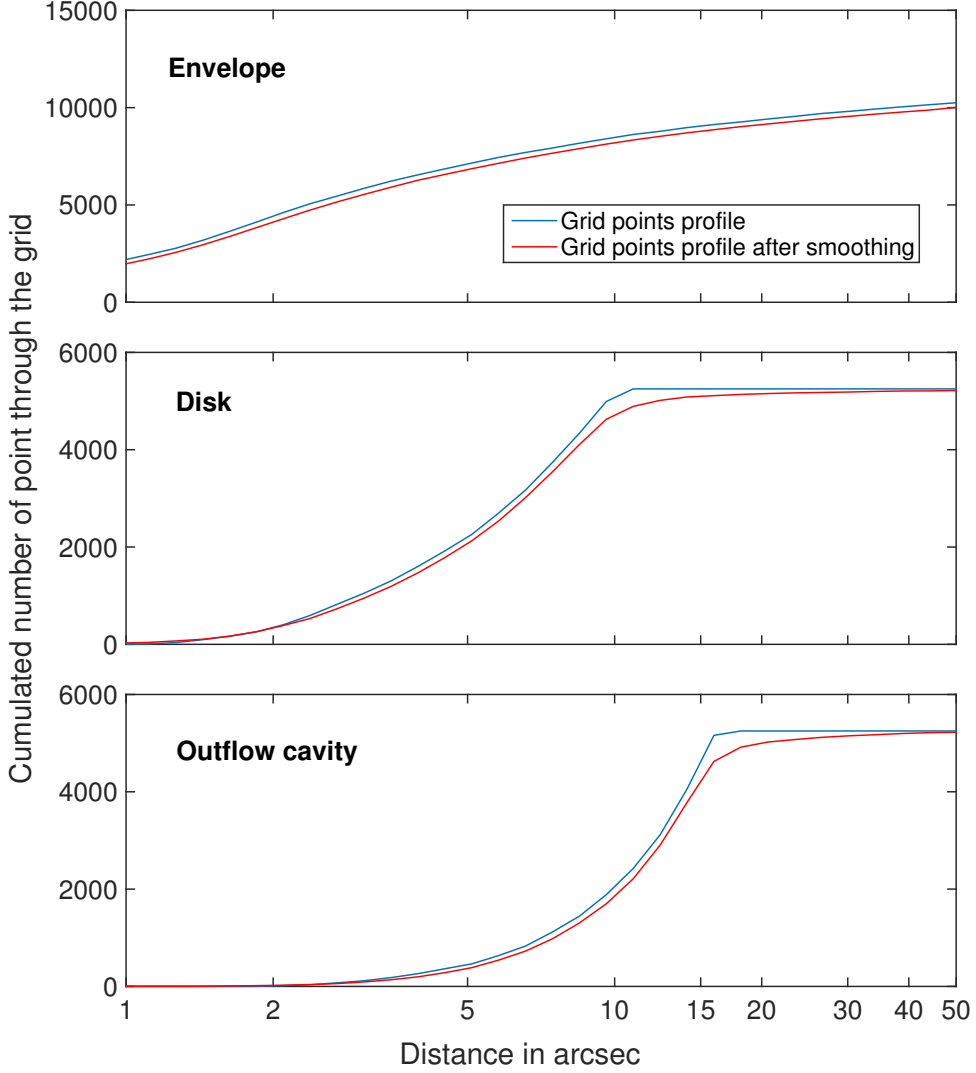 Cumulated number of point through the grid
15000
10000
5000
0
Envelope
Grid points profile
Grid points profile after smoothing
6000
4000
2000
0
Disk
6000
4000
2000
0
Outflow cavity
1 2 5 10 15 20 30 40 50
Distance in arcsec